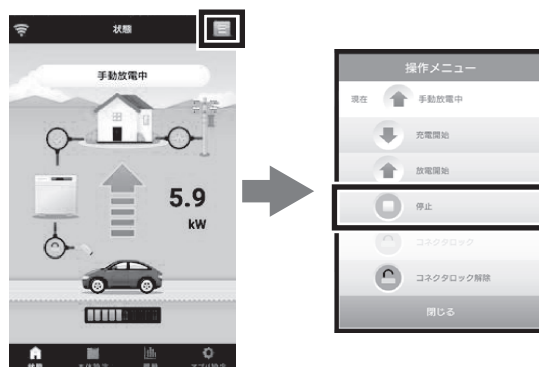 状態
手動放電中
5.9
kW
操作メニュー
現在 手動放電中
充電開始
放電開始
停止
コネクタロック
コネクタロック解除
閉じる